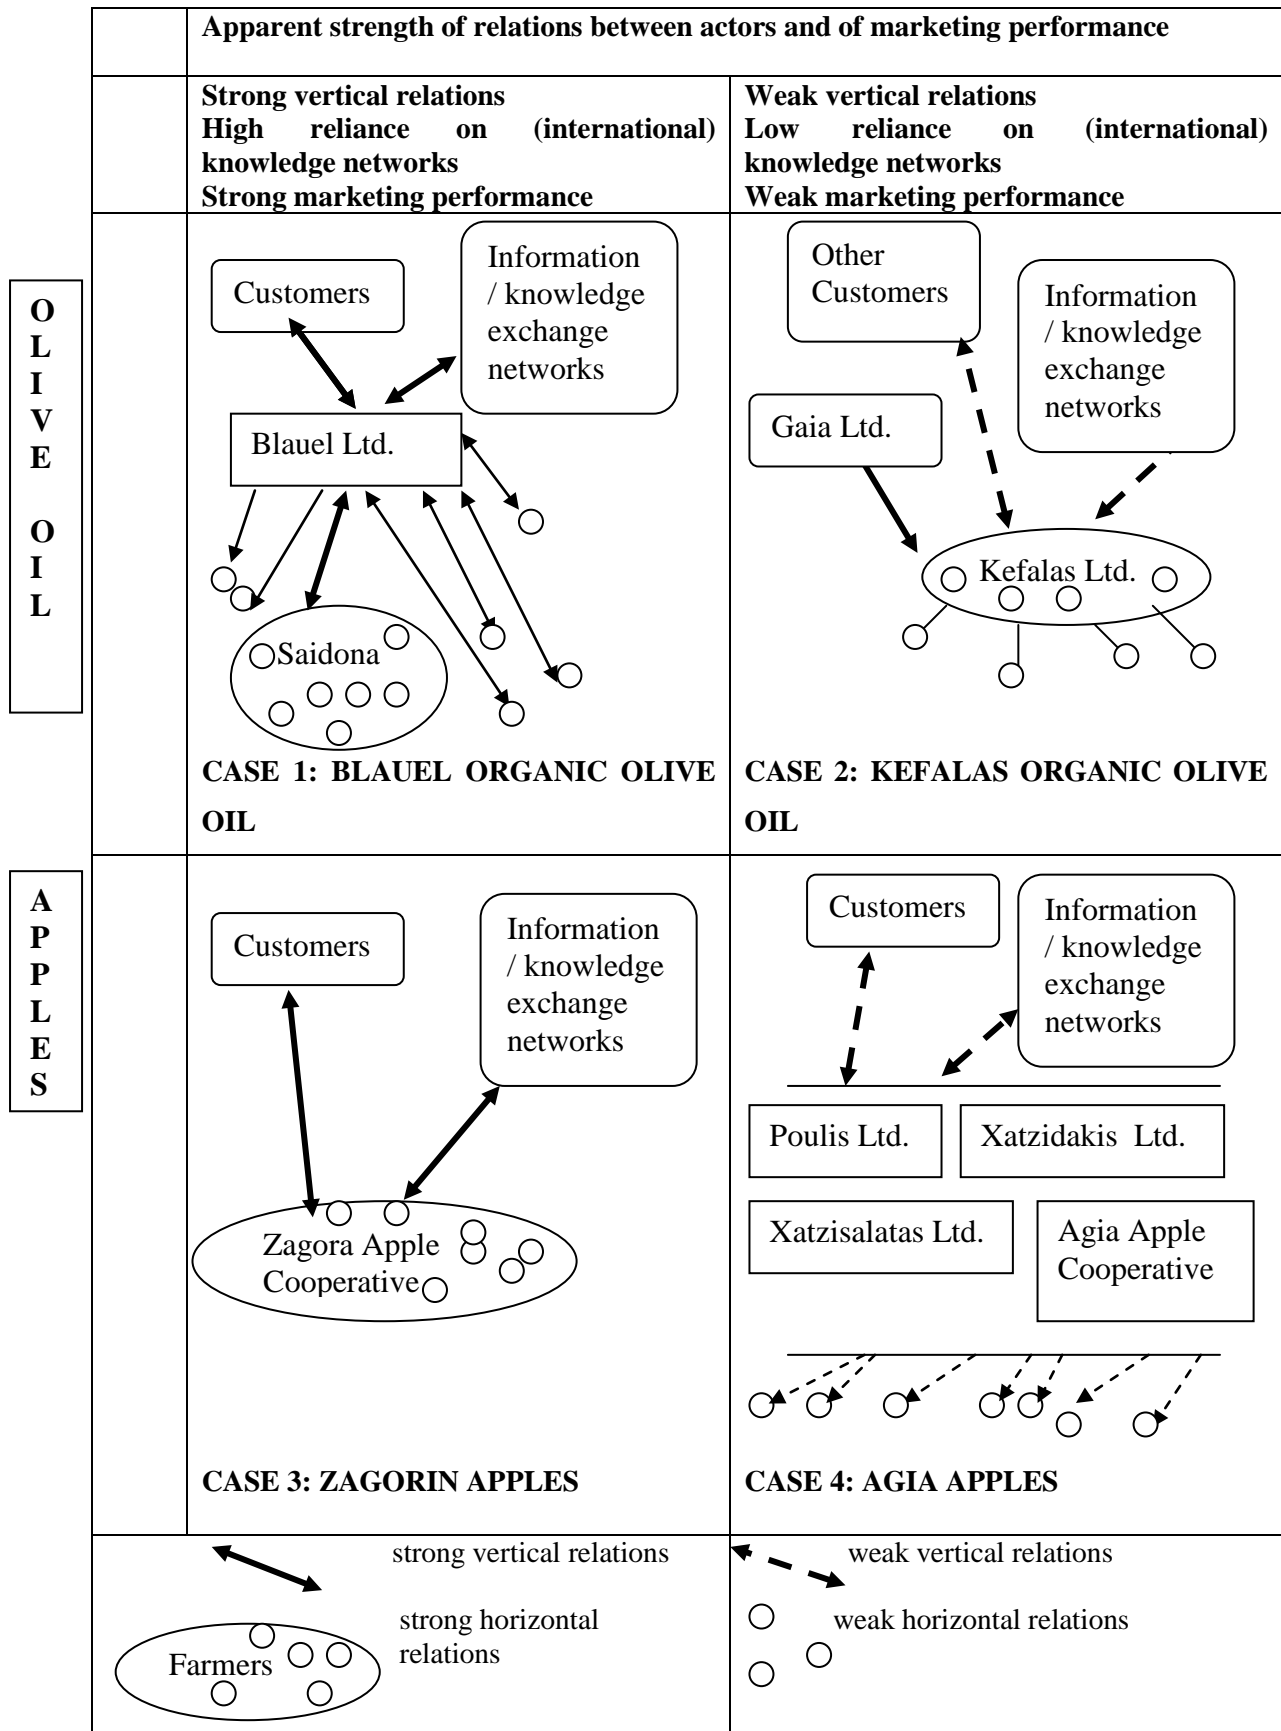 Apparent strength of relations between actors and of marketing performance
Strong vertical relations
High reliance on (international)
knowledge networks
Strong marketing performance
Weak vertical relations
Low reliance on (international)
knowledge networks
Weak marketing performance
OLIVE OIL
Customers
Information
/ knowledge
exchange
networks
Blauel Ltd.
Saidona
CASE 1: BLAUEL ORGANIC OLIVE
OIL
Other
Customers
Information
/ knowledge
exchange
networks
Gaia Ltd.
Kefalas Ltd.
CASE 2: KEFALAS ORGANIC OLIVE
OIL
APPLES
Customers
Information
/ knowledge
exchange
networks
Zagora Apple
Cooperative
CASE 3: ZAGORIN APPLES
Customers
Information
/ knowledge
exchange
networks
Poulis Ltd.
Xatzidakis Ltd.
Xatzisalatas Ltd.
Agia Apple
Cooperative
CASE 4: AGIA APPLES
strong vertical relations
strong horizontal
relations
Farmers
weak vertical relations
weak horizontal relations